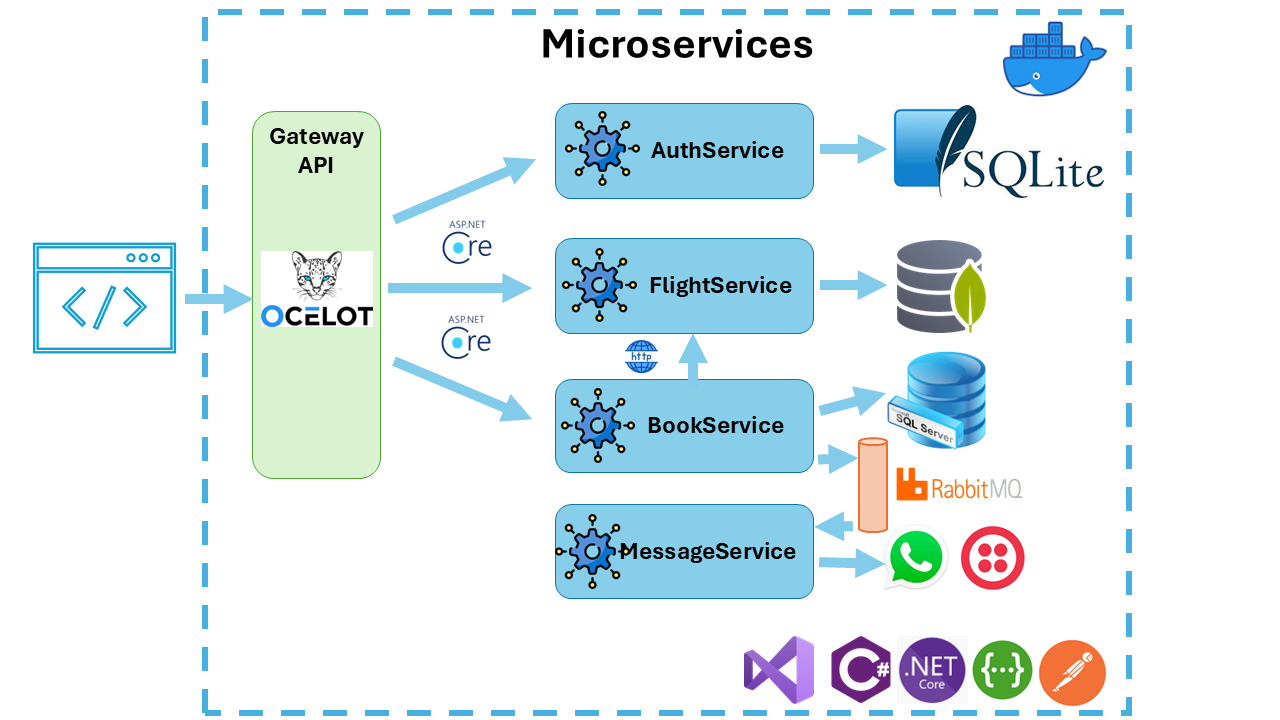 Microservices
Gateway
API
AuthService
SQLite
ASP.NET
Core
FlightService
OCELOT
</>
ASP.NET
Core
http
BookService
Microsoft
SQL Server
RabbitMQ
MessageService
C#
.NET
Core
{···}